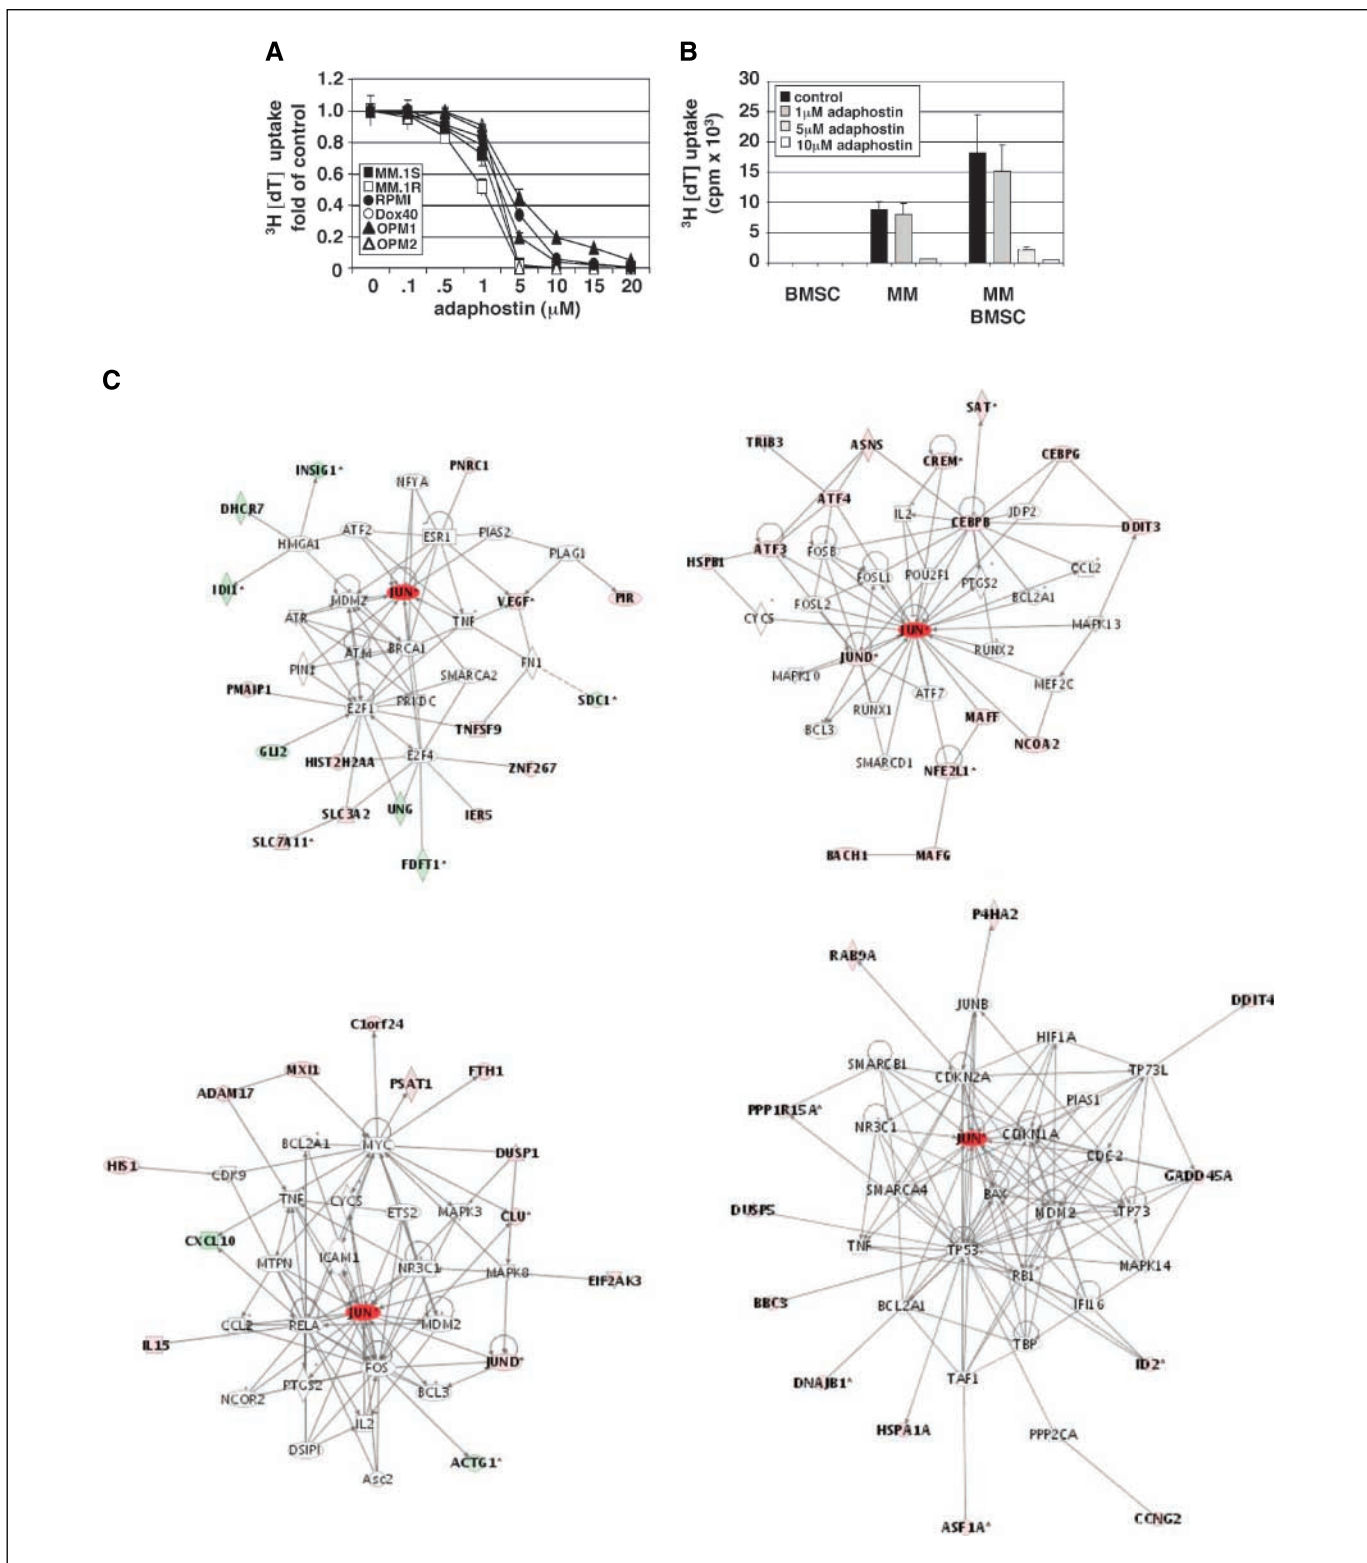 A
1.2
1.0
0.8
0.6
0.4
0.2
0
³H [dT] uptake
fold of control
MM.1S
MM.1R
RPMI
Dox40
OPM1
OPM2
0 .1 .5 1 5 10 15 20
adaphostin (μM)
B
30
25
20
15
10
5
0
³H [dT] uptake
(cpm x 10³)
control
1μM adaphostin
5μM adaphostin
10μM adaphostin
BMSC MM MM
BMSC
C
INSIG1*
PNRC1
NFYA
DHCR7
ATF2
ESR1
PIAS2
HMGA1
PLAG1
IDI1*
MDM2
JUN*
VEGF*
PIR
ATR
TNF
ATM
BRCA1
PIN1
FN1
SMARCA2
PMAIP1
PRKDC
SDC1*
E2F1
TNFSF9
GLI2
HIST2H2AA
E2F4
ZNF267
SLC3A2
UNG
IER5
SLC7A11*
FDFT1*
SAT*
TRIB3
ASNS
CREM*
CEBPG
ATF4
IL2
CEBPB
JDP2
DDIT3
ATF3
FOSB
HSPB1
FOSL1
POU2F1
PTGS2
CCL2
BCL2A1
FOSL2
CYCS
JUN*
MAPK13
JUND*
RUNX2
MAPK10
ATF7
MEF2C
RUNX1
MAFF
BCL3
NCOA2
SMARCD1
NFE2L1*
BACH1
MAFG
C1orf24
MXI1
PSAT1
FTH1
ADAM17
BCL2A1
MYC
DUSP1
HIS1
CDK9
TNF
CYCS
ETS2
MAPK3
CLU*
CXCL10
MTPN
ICAM1
NR3C1
MAPK8
EIF2AK3
JUN*
CCL2
RELA
MDM2
IL15
FOS
JUND*
PTGS2
NCOR2
BCL3
IL2
DSIPI
ACTG1*
Asc2
P4HA2
RAB9A
DDIT4
JUNB
HIF1A
SMARCB1
CDKN2A
TP73L
PIAS1
PPP1R15A*
NR3C1
JUN*
CDKN1A
CDC2
GADD45A
SMARCA4
BAX
DUSP5
MDM2
TP73
TNF
TP53
MAPK14
RB1
BBC3
BCL2A1
IFI16
TBP
ID2*
DNAJB1*
TAF1
HSPA1A
PPP2CA
ASF1A*
CCNG2